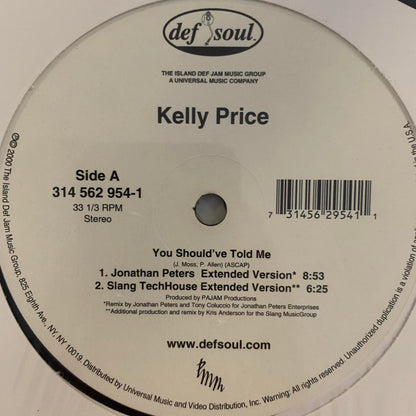 def soul.
THE ISLAND DEF JAM MUSIC GROUP
A UNIVERSAL MUSIC COMPANY
Kelly Price
Side A
314 562 954-1
33 1/3 RPM
Stereo
7 31456 29541 1
You Should've Told Me
(J. Moss, P. Allen) (ASCAP)
1. Jonathan Peters Extended Version* 8:53
2. Slang TechHouse Extended Version** 6:25
Produced by PAJAM Productions
*Remix by Jonathan Peters and Tony Coluccio for Jonathan Peters Enterprises
**Additional production and remix by Kris Anderson for the Slang MusicGroup
www.defsoul.com
© 2000 The Island Def Jam Music Group, 825 Eighth Ave., NY, NY 10019. Distributed by Universal Music and Video Distribution, Inc. Warning: All rights reserved. Unauthorized duplication is a violation of
the U.S.A.